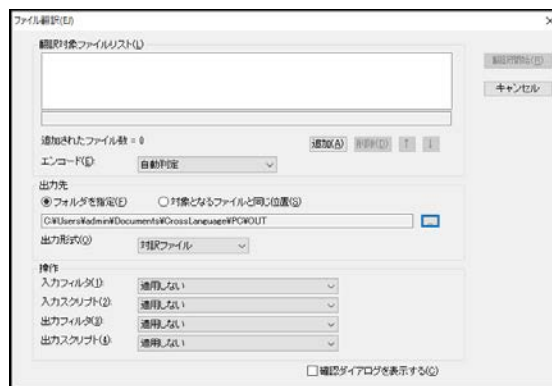 ファイル翻訳(E)
翻訳対象ファイルリスト(L)
翻訳開始(R)
キャンセル
追加されたファイル数 = 0
追加(A) 削除(D) ↑ ↓
エンコード(E): 自動判定
出力先
フォルダを指定(F) 対象となるファイルと同じ位置(S)
C:¥Users¥admin¥Documents¥CrossLanguage¥PC¥OUT ...
出力形式(O) 対訳ファイル
操作
入力フィルタ(1): 適用しない
入力スクリプト(2): 適用しない
出力フィルタ(3): 適用しない
出力スクリプト(4): 適用しない
確認ダイアログを表示する(C)